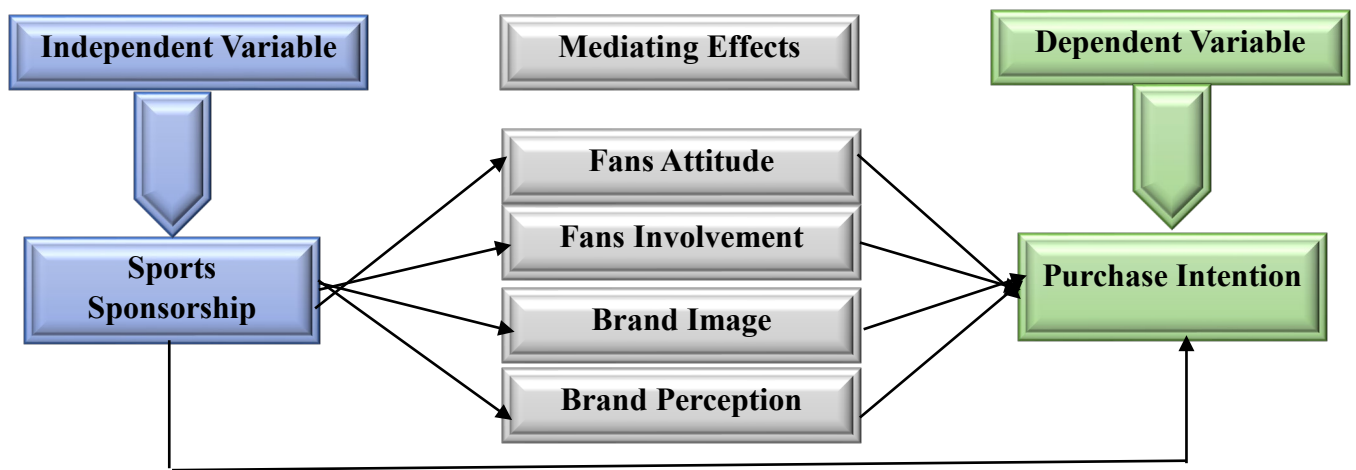 Independent Variable
Mediating Effects
Dependent Variable
Fans Attitude
Fans Involvement
Sports
Sponsorship
Purchase Intention
Brand Image
Brand Perception